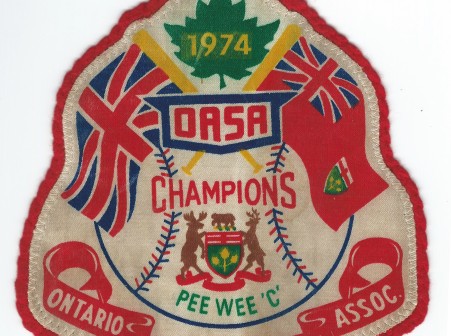 1974
OASA
CHAMPIONS
PEE WEE 'C'
ONTARIO
ASSOC.